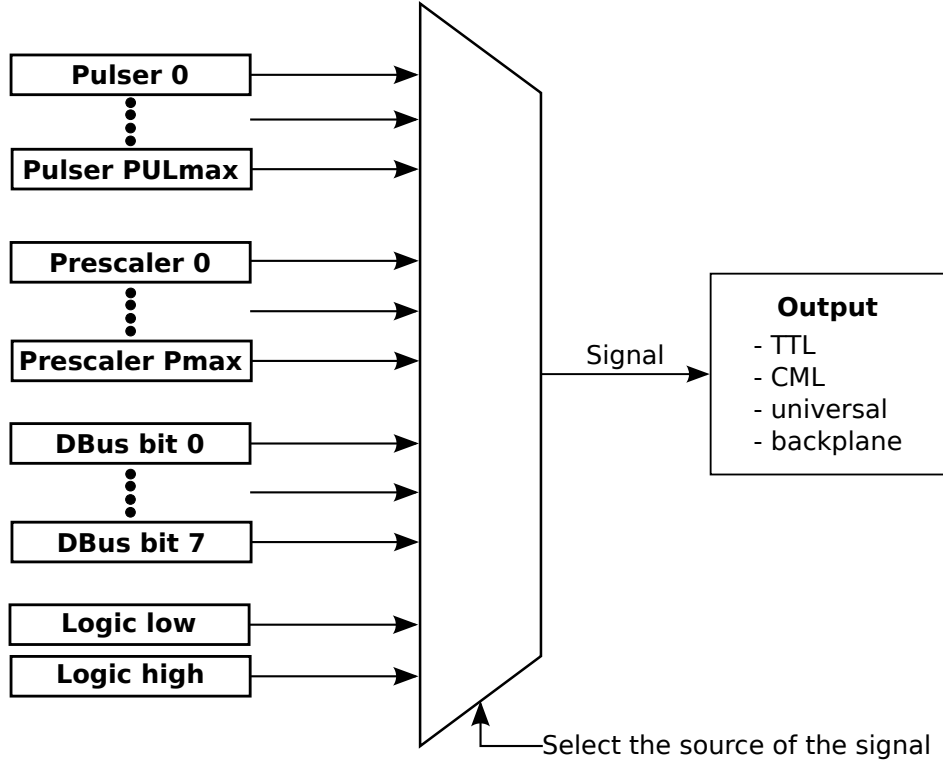 Pulser 0
Pulser PULmax
Prescaler 0
Prescaler Pmax
DBus bit 0
DBus bit 7
Logic low
Logic high
Signal
Output
- TTL
- CML
- universal
- backplane
Select the source of the signal